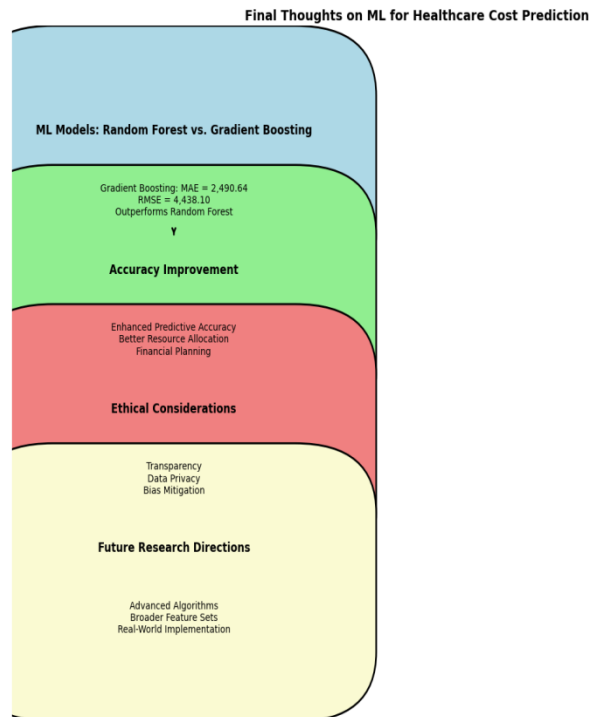 Final Thoughts on ML for Healthcare Cost Prediction
ML Models: Random Forest vs. Gradient Boosting
Gradient Boosting: MAE = 2,490.64
RMSE = 4,438.10
Outperforms Random Forest
Accuracy Improvement
Enhanced Predictive Accuracy
Better Resource Allocation
Financial Planning
Ethical Considerations
Transparency
Data Privacy
Bias Mitigation
Future Research Directions
Advanced Algorithms
Broader Feature Sets
Real-World Implementation